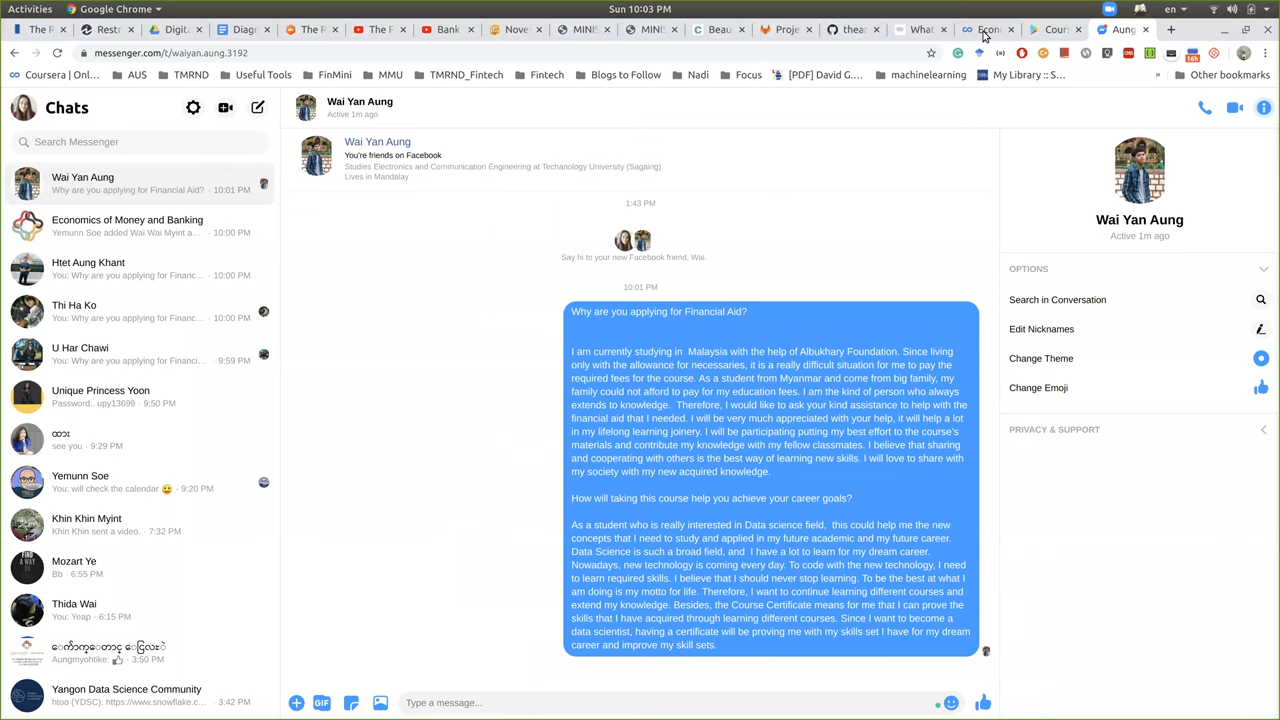 Activities
Google Chrome
Sun 10:03 PM
en
The R
Restr
Digit
Diagr
The P
The P
Bank
Nove
MINIS
MINIS
Beau
Proje
thear
What
Econ
Cours
Aung
messenger.com/t/waiyan.aung.3192
16h
Coursera | Onl...
AUS
TMRND
Useful Tools
FinMini
MMU
TMRND_Fintech
Fintech
Blogs to Follow
Nadi
Focus
[PDF] David G....
machinelearning
My Library :: S...
»
Other bookmarks
Chats
Search Messenger
Wai Yan Aung
Why are you applying for Financial Aid? · 10:01 PM
Economics of Money and Banking
Yemunn Soe added Wai Wai Myint a... · 10:00 PM
Htet Aung Khant
You: Why are you applying for Financ... · 10:00 PM
Thi Ha Ko
You: Why are you applying for Financ... · 10:00 PM
U Har Chawi
You: Why are you applying for Financi... · 9:59 PM
Unique Princess Yoon
Password.. upy13699 · 9:50 PM
see you · 9:29 PM
Yemunn Soe
You: will check the calendar 😀 · 9:20 PM
Khin Khin Myint
Khin Khin sent a video. · 7:32 PM
Mozart Ye
Bb · 6:55 PM
Thida Wai
You: Yeap · 6:15 PM
Aungmyohtike: 👍 · 3:50 PM
Yangon Data Science Community
htoo (YDSC): https://www.snowflake.c... · 3:42 PM
Wai Yan Aung
Active 1m ago
Wai Yan Aung
You're friends on Facebook
Studies Electronics and Communication Engineering at Techanology University (Sagaing)
Lives in Mandalay
1:43 PM
Say hi to your new Facebook friend, Wai.
10:01 PM
Why are you applying for Financial Aid?
I am currently studying in Malaysia with the help of Albukhary Foundation. Since living
only with the allowance for necessaries, it is a really difficult situation for me to pay the
required fees for the course. As a student from Myanmar and come from big family, my
family could not afford to pay for my education fees. I am the kind of person who always
extends to knowledge. Therefore, I would like to ask your kind assistance to help with the
financial aid that I needed. I will be very much appreciated with your help, it will help a lot
in my lifelong learning joinery. I will be participating putting my best effort to the course's
materials and contribute my knowledge with my fellow classmates. I believe that sharing
and cooperating with others is the best way of learning new skills. I will love to share with
my society with my new acquired knowledge.
How will taking this course help you achieve your career goals?
As a student who is really interested in Data science field, this could help me the new
concepts that I need to study and applied in my future academic and my future career.
Data Science is such a broad field, and I have a lot to learn for my dream career.
Nowadays, new technology is coming every day. To code with the new technology, I need
to learn required skills. I believe that I should never stop learning. To be the best at what I
am doing is my motto for life. Therefore, I want to continue learning different courses and
extend my knowledge. Besides, the Course Certificate means for me that I can prove the
skills that I have acquired through learning different courses. Since I want to become a
data scientist, having a certificate will be proving me with my skills set I have for my dream
career and improve my skill sets.
GIF
Type a message...
Wai Yan Aung
Active 1m ago
OPTIONS
Search in Conversation
Edit Nicknames
Change Theme
Change Emoji
PRIVACY & SUPPORT